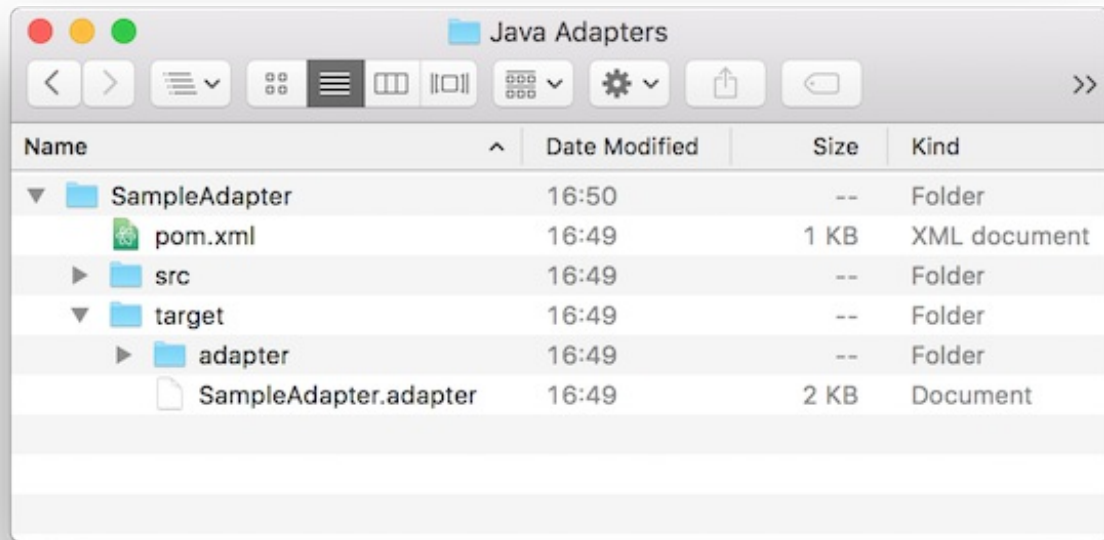 Java Adapters
Name Date Modified Size Kind
SampleAdapter 16:50 -- Folder
pom.xml 16:49 1 KB XML document
src 16:49 -- Folder
target 16:49 -- Folder
adapter 16:49 -- Folder
SampleAdapter.adapter 16:49 2 KB Document